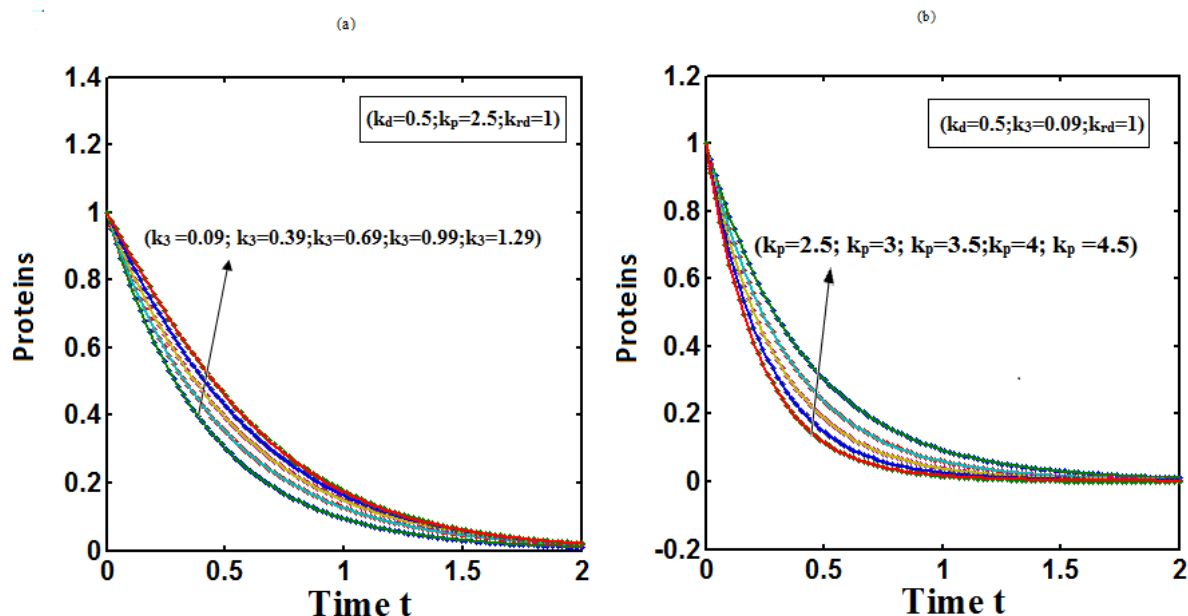 (a)
1.4
1.2
1
0.8
0.6
0.4
0.2
0
0
0.5
1
1.5
2
Proteins
Time t
(kd=0.5;kp=2.5;krd=1)
(k3 =0.09; k3=0.39;k3=0.69;k3=0.99;k3=1.29)
(b)
1.2
1
0.8
0.6
0.4
0.2
0
-0.2
0
0.5
1
1.5
2
Proteins
Time t
(kd=0.5;k3=0.09;krd=1)
(kp=2.5; kp=3; kp=3.5;kp=4; kp =4.5)